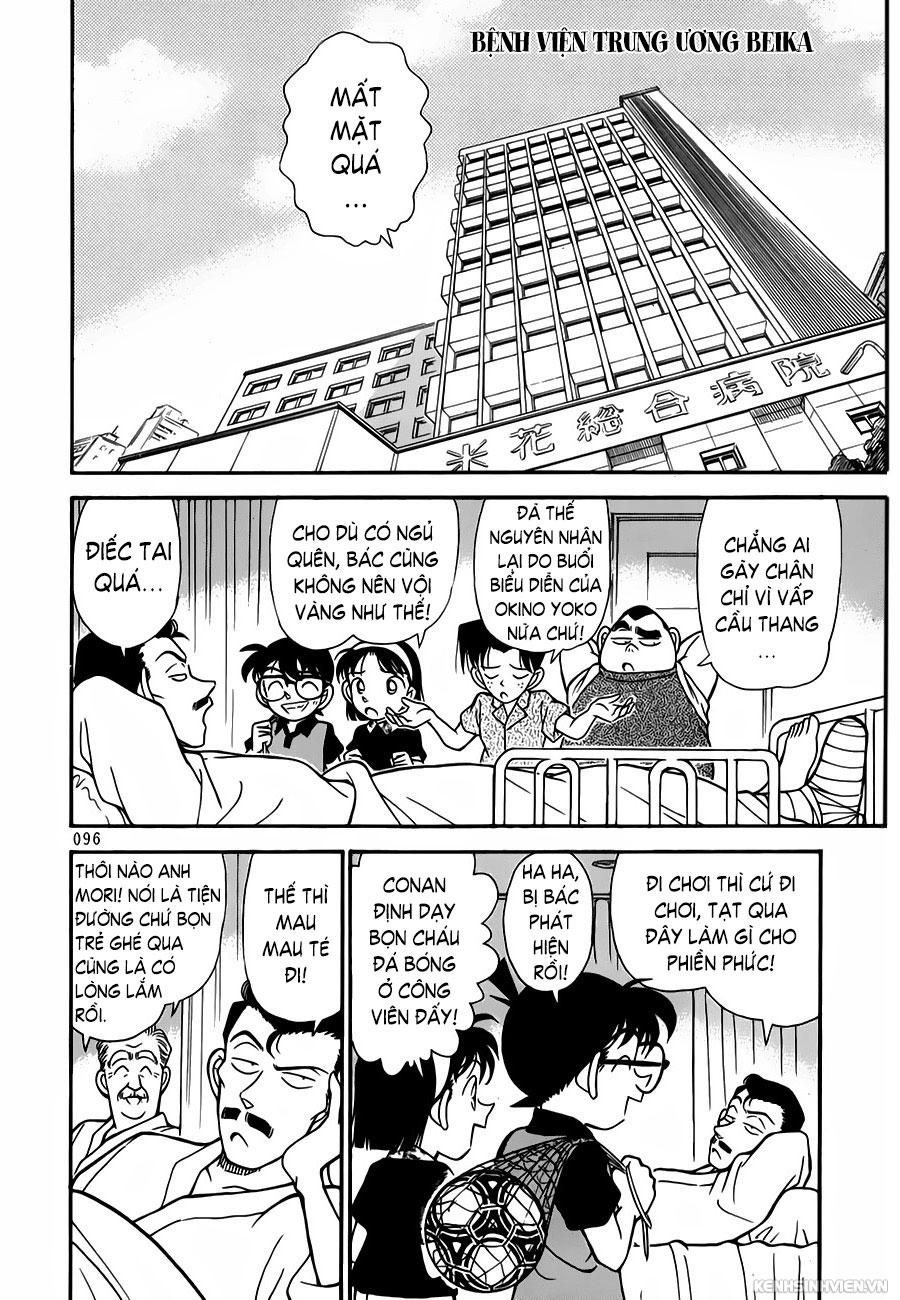 BỆNH VIỆN TRUNG ƯƠNG BEIKA
MẤT
MẶT
QUÁ
...
米花総合病院
CHẲNG AI
GÃY CHÂN
CHỈ VÌ VẤP
CẦU THANG
...
ĐÃ THẾ
NGUYÊN NHÂN
LẠI DO BUỔI
BIỂU DIỄN CỦA
OKINO YOKO
NỮA CHỨ!
CHO DÙ CÓ NGỦ
QUÊN, BÁC CŨNG
KHÔNG NÊN VỘI
VÀNG NHƯ THẾ!
ĐIẾC TAI
QUÁ...
096
ĐI CHƠI THÌ CỨ ĐI
CHƠI, TẠT QUA
ĐÂY LÀM GÌ CHO
PHIỀN PHỨC!
HA HA,
BỊ BÁC
PHÁT
HIỆN
RỒI!
CONAN
ĐỊNH DẠY
BỌN CHÁU
ĐÁ BÓNG
Ở CÔNG
VIÊN ĐẤY!
THẾ THÌ
MAU
MAU TÉ
ĐI!
THÔI NÀO ANH
MORI! NÓI LÀ TIỆN
ĐƯỜNG CHỨ BỌN
TRẺ GHÉ QUA
CŨNG LÀ CÓ
LÒNG LẮM
RỒI.
KENHSINHVIEN.VN